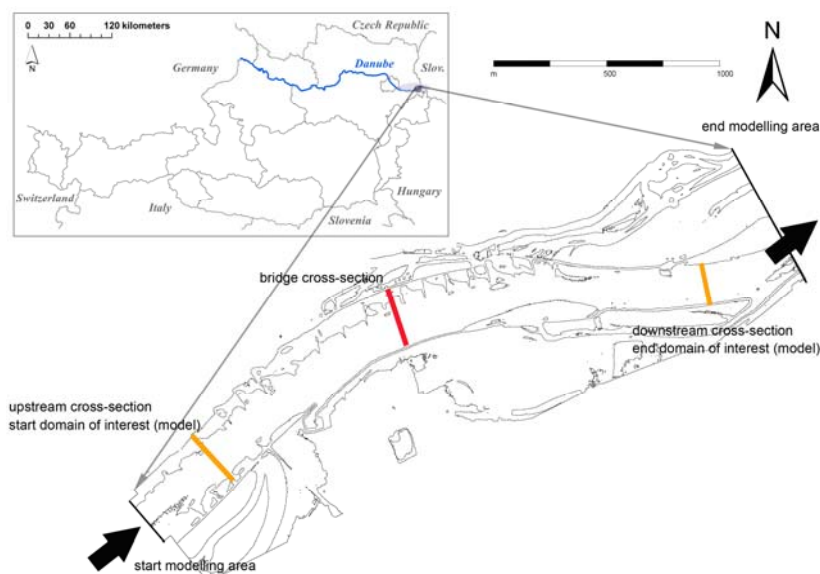 0 30 60 120 kilometers
N
Czech Republic
Germany
Danube
Slov.
Switzerland
Italy
Hungary
Slovenia
N
m 500 1000
end modelling area
bridge cross-section
downstream cross-section
end domain of interest (model)
upstream cross-section
start domain of interest (model)
start modelling area